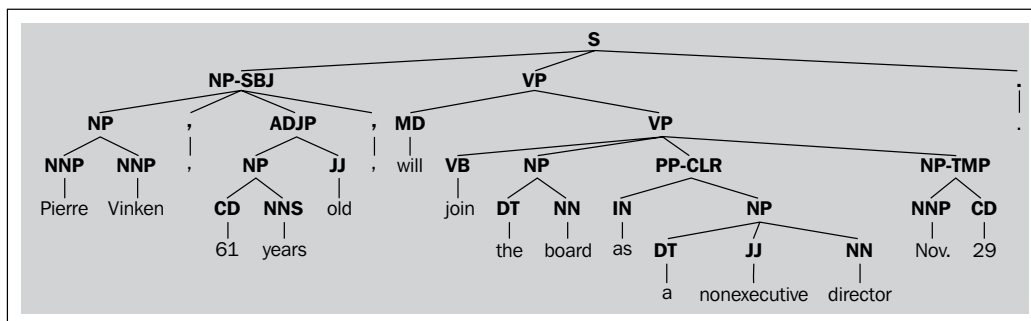 S
NP-SBJ VP .
NP , ADJP , MD VP .
NNP NNP , NP JJ , will VB NP PP-CLR NP-TMP
Pierre Vinken CD NNS old join DT NN IN NP NNP CD
61 years the board as DT JJ NN Nov. 29
a nonexecutive director